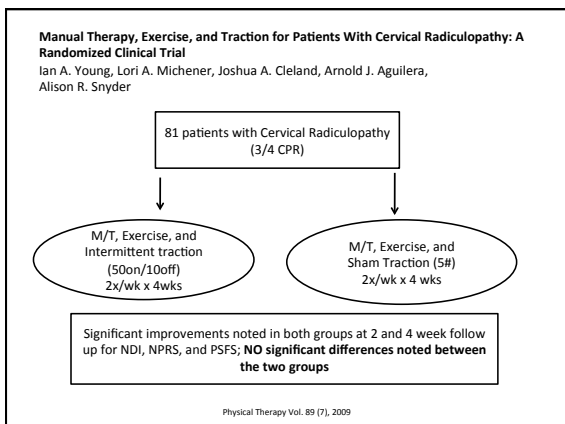 Manual Therapy, Exercise, and Traction for Patients With Cervical Radiculopathy: A
Randomized Clinical Trial
Ian A. Young, Lori A. Michener, Joshua A. Cleland, Arnold J. Aguilera,
Alison R. Snyder
81 patients with Cervical Radiculopathy
(3/4 CPR)
M/T, Exercise, and
Intermittent traction
(50on/10off)
2x/wk x 4wks
M/T, Exercise, and
Sham Traction (5#)
2x/wk x 4 wks
Significant improvements noted in both groups at 2 and 4 week follow
up for NDI, NPRS, and PSFS; NO significant differences noted between
the two groups
Physical Therapy Vol. 89 (7), 2009